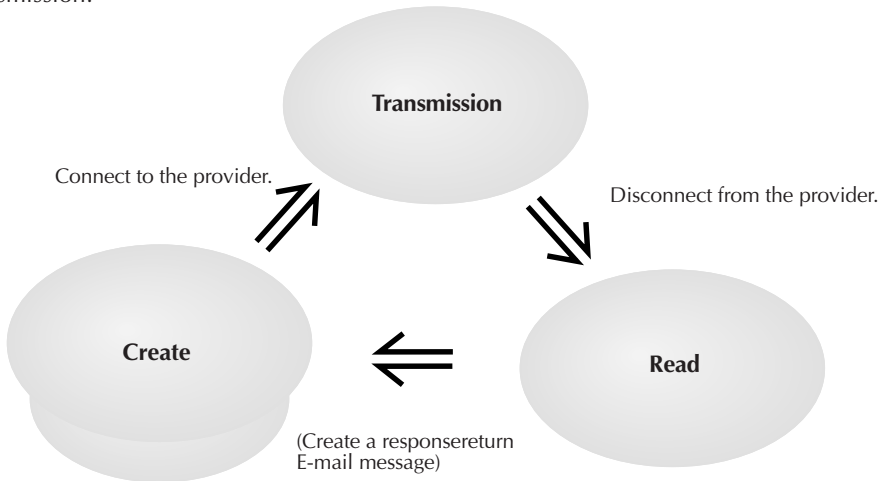 Transmission
Connect to the provider.
Disconnect from the provider.
Create
Read
(Create a responsereturn
E-mail message)